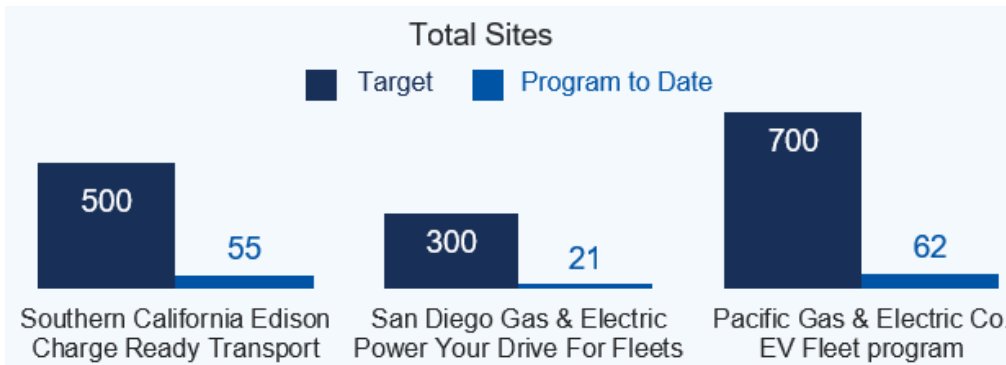 Total Sites
Target Program to Date
500 55 300 21 700 62
Southern California Edison San Diego Gas & Electric Pacific Gas & Electric Co.
Charge Ready Transport Power Your Drive For Fleets EV Fleet program